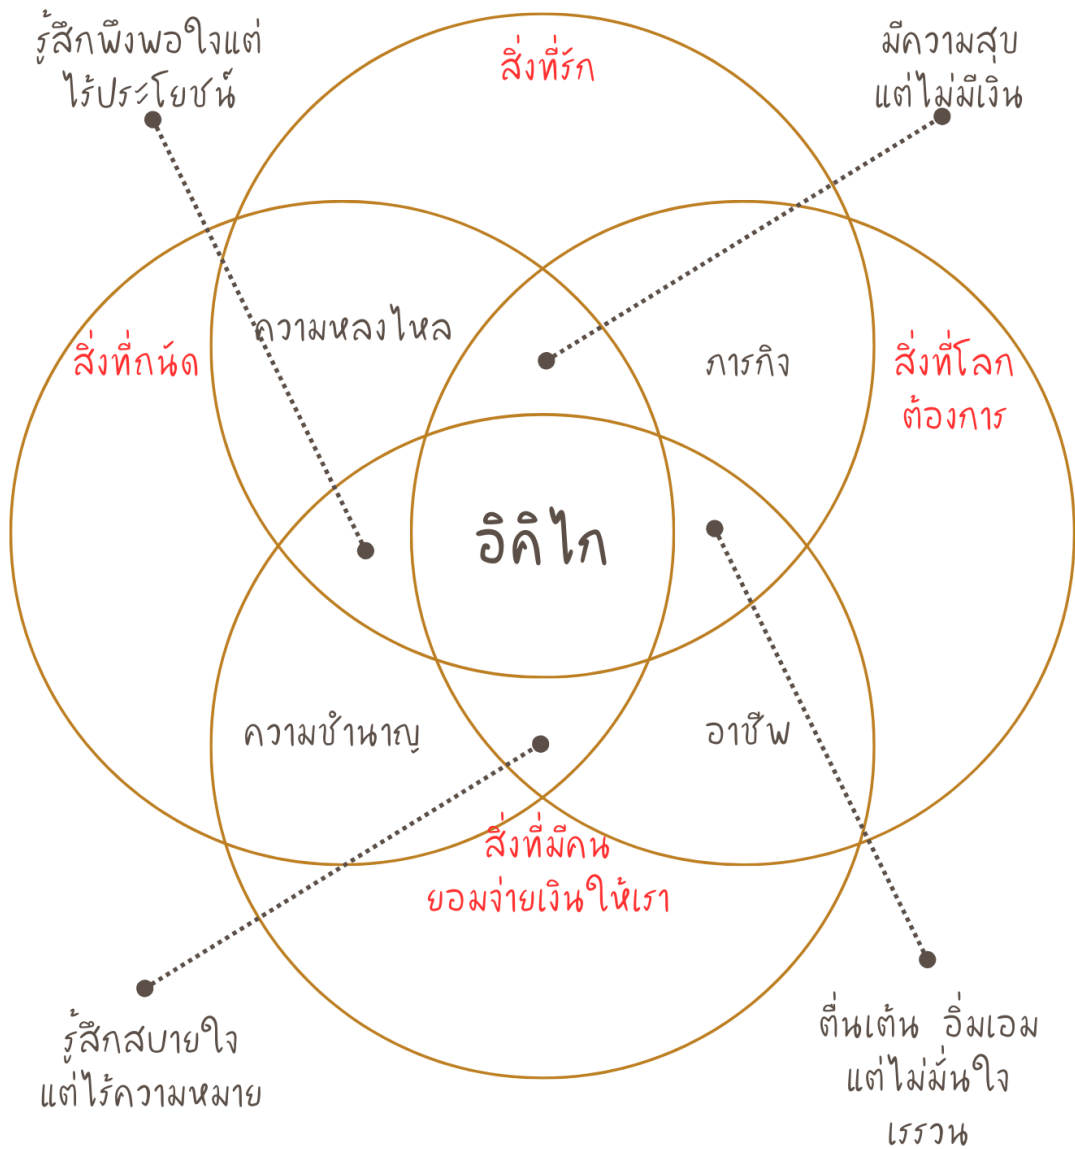 รู้สึกพึงพอใจแต่
ไร้ประโยชน์
สิ่งที่รัก
มีความสุข
แต่ไม่มีเงิน
ความหลงไหล
ภารกิจ
สิ่งที่ถนัด
สิ่งที่โลก
ต้องการ
อิคิไก
ความชำนาญ
อาชีพ
สิ่งที่มีคน
ยอมจ่ายเงินให้เรา
รู้สึกสบายใจ
แต่ไร้ความหมาย
ตื่นเต้น อิ่มเอม
แต่ไม่มั่นใจ
เรรวน